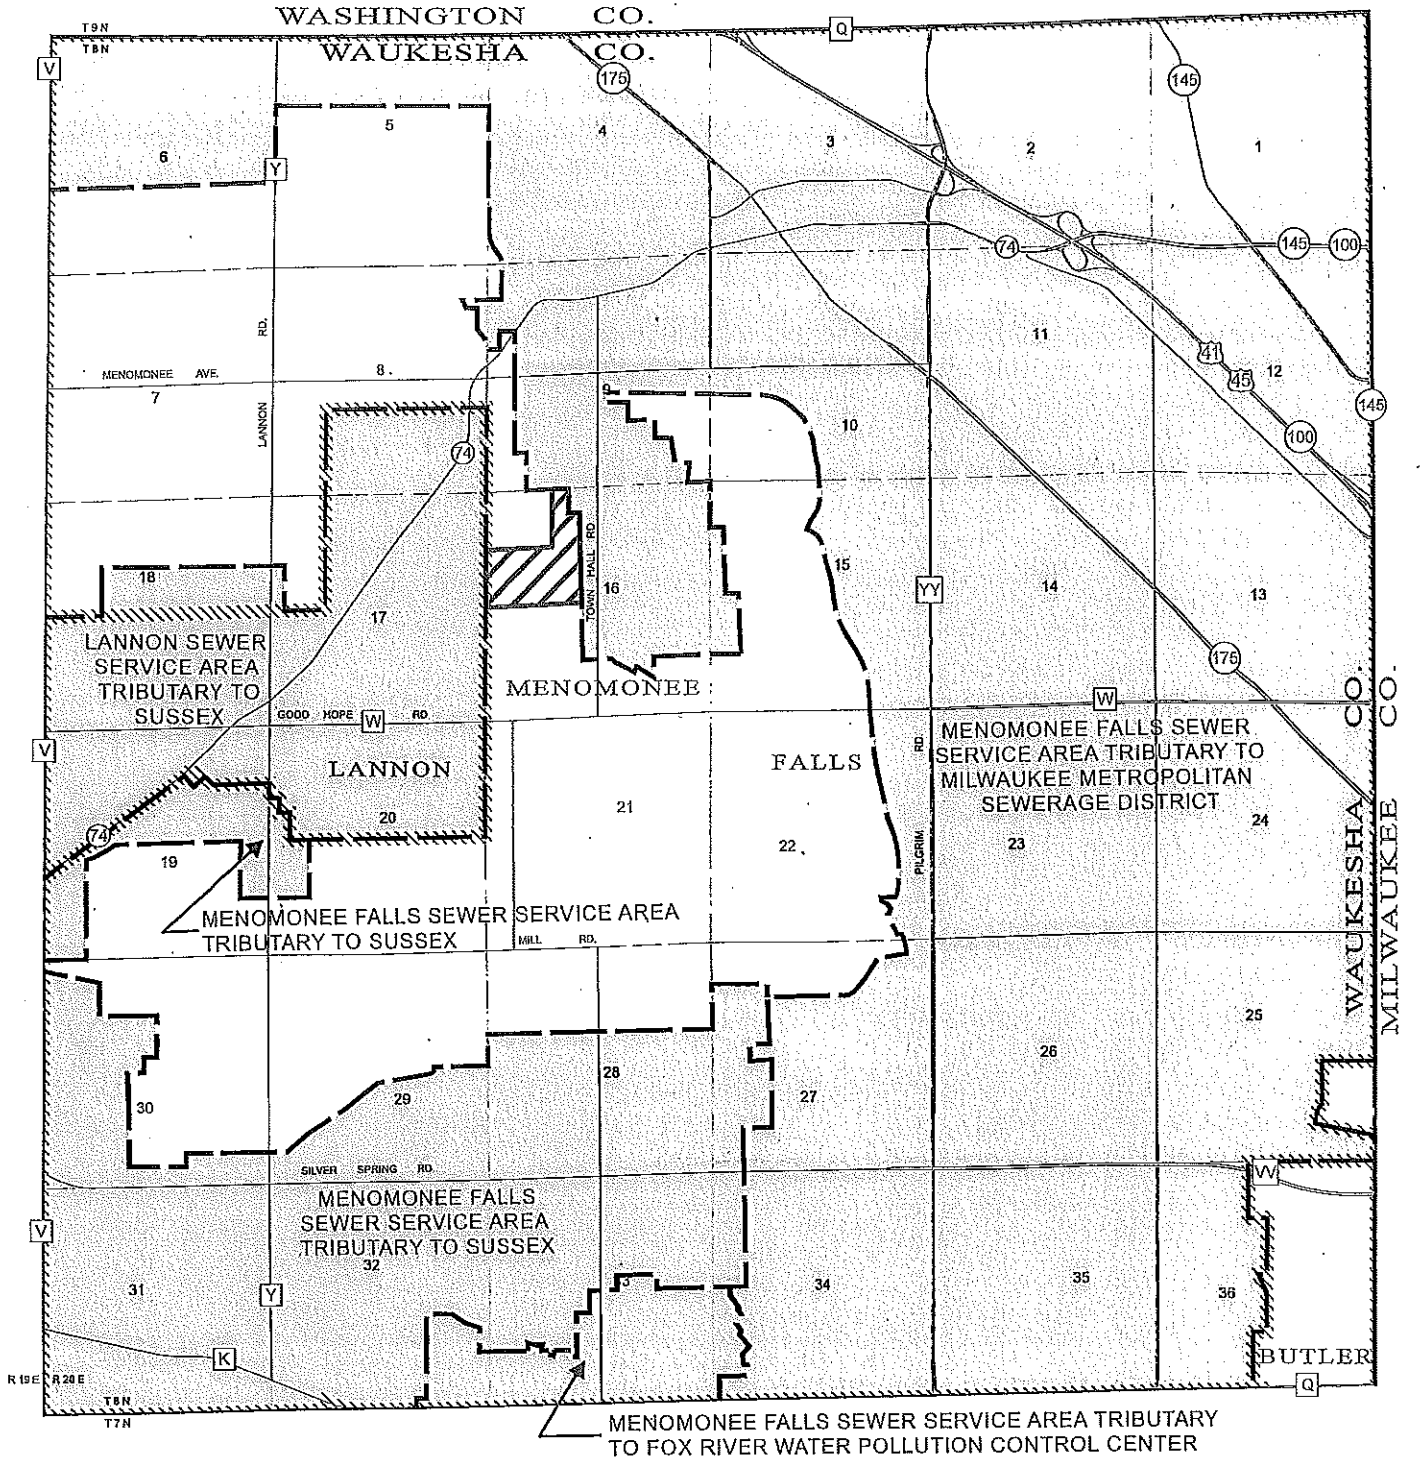 WASHINGTON CO.
T9N
T8N
WAUKESHA CO.
Q
V
175
145
5
4
3
2
1
6
Y
74
145
100
RD.
11
MENOMONEE AVE.
8.
41
45
12
7
9
145
LANNON
74
10
100
TOWN HALL RD
18
15
YY
14
13
16
17
LANNON SEWER
SERVICE AREA
TRIBUTARY TO
SUSSEX
175
MENOMONEE
GOOD HOPE W RD
W
V
MENOMONEE FALLS SEWER
SERVICE AREA TRIBUTARY TO
MILWAUKEE METROPOLITAN
SEWERAGE DISTRICT
PILGRIM RD.
LANNON
FALLS
21
20
22.
23
24
74
19
WAUKESHA CO.
MILWAUKEE CO.
MENOMONEE FALLS SEWER SERVICE AREA
TRIBUTARY TO SUSSEX
MILL RD.
25
26
28
29
27
30
SILVER SPRING RD
VV
MENOMONEE FALLS
SEWER SERVICE AREA
TRIBUTARY TO SUSSEX
V
32
31
Y
3
34
35
36
K
BUTLER
R 19 E R 20 E
Q
T8N
T7N
MENOMONEE FALLS SEWER SERVICE AREA TRIBUTARY
TO FOX RIVER WATER POLLUTION CONTROL CENTER